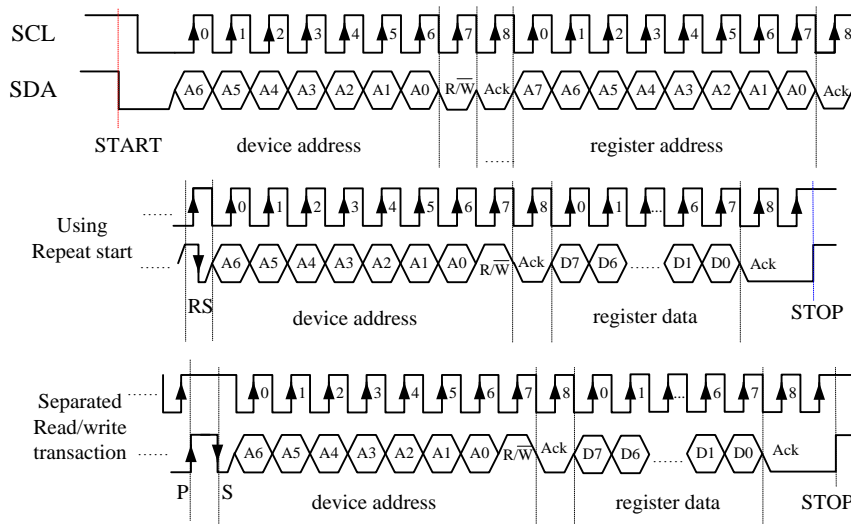 SCL 0 1 2 3 4 5 6 7 8 0 1 2 3 4 5 6 7 8
SDA A6 A5 A4 A3 A2 A1 A0 R/W̅ Ack A7 A6 A5 A4 A3 A2 A1 A0 Ack
START device address ...... register address
...... 0 1 2 3 4 5 6 7 8 0 1 ... 6 7 8
Using
Repeat start
...... A6 A5 A4 A3 A2 A1 A0 R/W̅ Ack D7 D6 ...... D1 D0 Ack
RS device address register data STOP
...... 0 1 2 3 4 5 6 7 8 0 1 ... 6 7 8
Separated
Read/write
transaction
...... A6 A5 A4 A3 A2 A1 A0 R/W̅ Ack D7 D6 ...... D1 D0 Ack
P S device address register data STOP